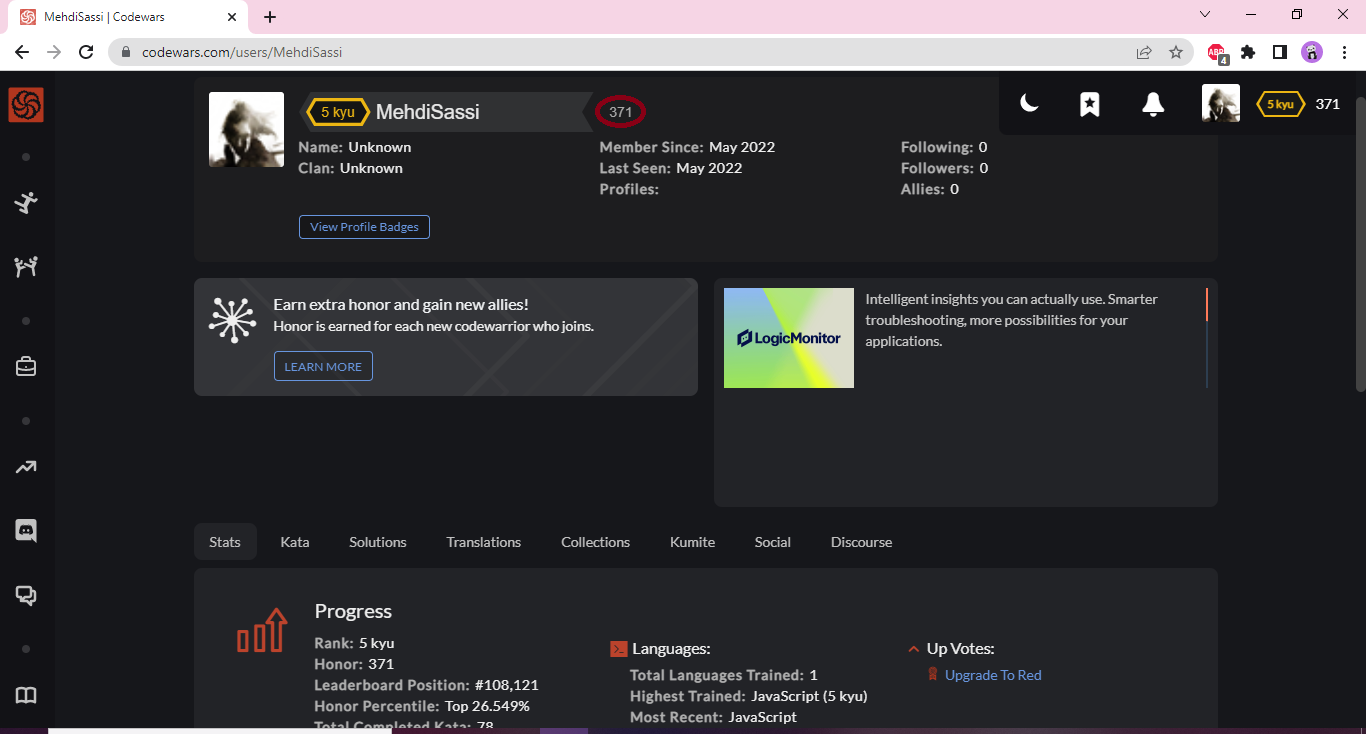 MehdiSassi | Codewars
codewars.com/users/MehdiSassi
ABP
4
5 kyu MehdiSassi 371
5 kyu 371
Name: Unknown
Clan: Unknown
Member Since: May 2022
Last Seen: May 2022
Profiles:
Following: 0
Followers: 0
Allies: 0
View Profile Badges
Earn extra honor and gain new allies!
Honor is earned for each new codewarrior who joins.
LEARN MORE
LogicMonitor
Intelligent insights you can actually use. Smarter
troubleshooting, more possibilities for your
applications.
Stats Kata Solutions Translations Collections Kumite Social Discourse
Progress
Rank: 5 kyu
Honor: 371
Leaderboard Position: #108,121
Honor Percentile: Top 26.549%
Total Completed Kata: 78
Languages:
Total Languages Trained: 1
Highest Trained: JavaScript (5 kyu)
Most Recent: JavaScript
Up Votes:
Upgrade To Red